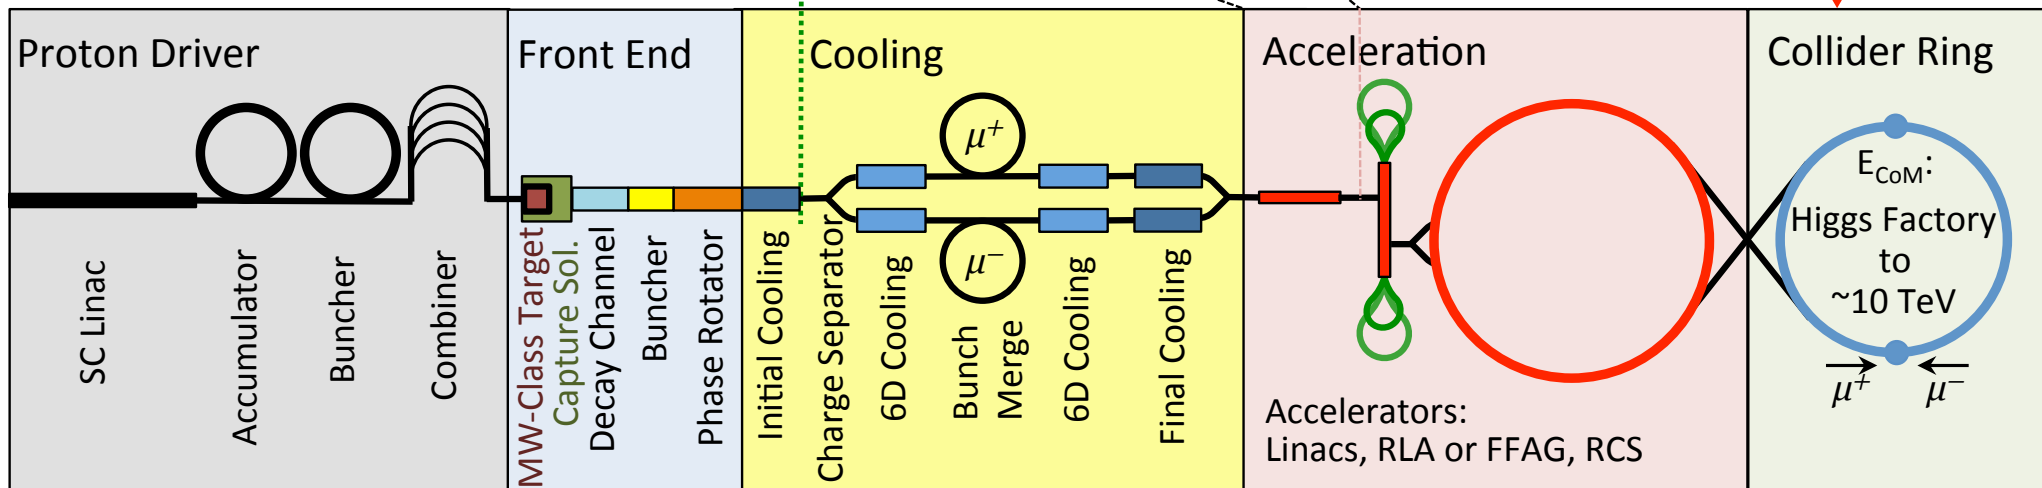 Proton Driver
Front End
Cooling
Acceleration
Collider Ring
μ+
μ−
E_CoM:
Higgs Factory
to
~10 TeV
μ+
μ−
SC Linac
Accumulator
Buncher
Combiner
MW-Class Target
Capture Sol.
Decay Channel
Buncher
Phase Rotator
Initial Cooling
Charge Separator
6D Cooling
Bunch
Merge
6D Cooling
Final Cooling
Accelerators:
Linacs, RLA or FFAG, RCS